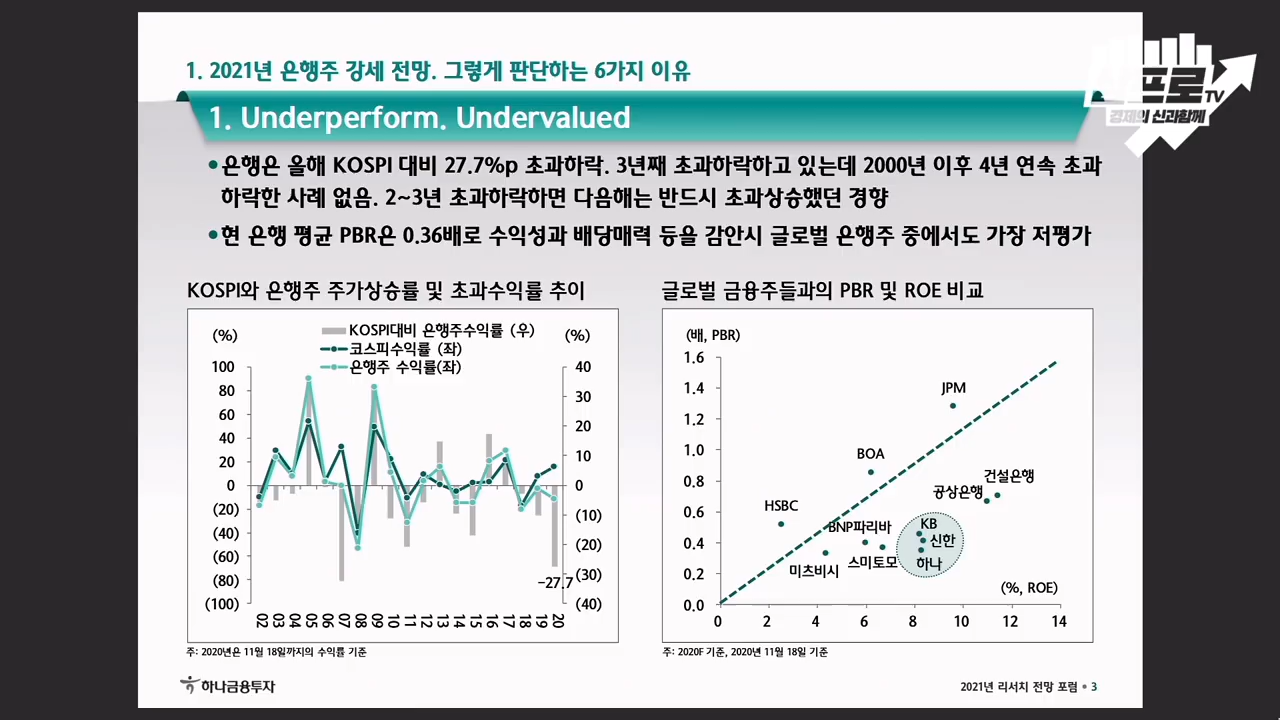 1. 2021년 은행주 강세 전망. 그렇게 판단하는 6가지 이유
프로TV
경제의 신과함께
1. Underperform. Undervalued
•은행은 올해 KOSPI 대비 27.7%p 초과하락. 3년째 초과하락하고 있는데 2000년 이후 4년 연속 초과
하락한 사례 없음. 2~3년 초과하락하면 다음해는 반드시 초과상승했던 경향
•현 은행 평균 PBR은 0.36배로 수익성과 배당매력 등을 감안시 글로벌 은행주 중에서도 가장 저평가
KOSPI와 은행주 주가상승률 및 초과수익률 추이
(%)
KOSPI대비 은행주수익률 (우)
코스피수익률 (좌)
은행주 수익률(좌)
(%)
100
80
60
40
20
0
(20)
(40)
(60)
(80)
(100)
40
30
20
10
0
(10)
(20)
(30)
(40)
-27.7
02 03 04 05 06 07 08 09 10 11 12 13 14 15 16 17 18 19 20
주: 2020년은 11월 18일까지의 수익률 기준
글로벌 금융주들과의 PBR 및 ROE 비교
(배, PBR)
1.6
1.4
1.2
1.0
0.8
0.6
0.4
0.2
0.0
JPM
BOA
건설은행
공상은행
HSBC
BNP파리바
KB
신한
하나
미츠비시
스미토모
(%, ROE)
0 2 4 6 8 10 12 14
주: 2020F 기준, 2020년 11월 18일 기준
하나금융투자
2021년 리서치 전망 포럼 • 3